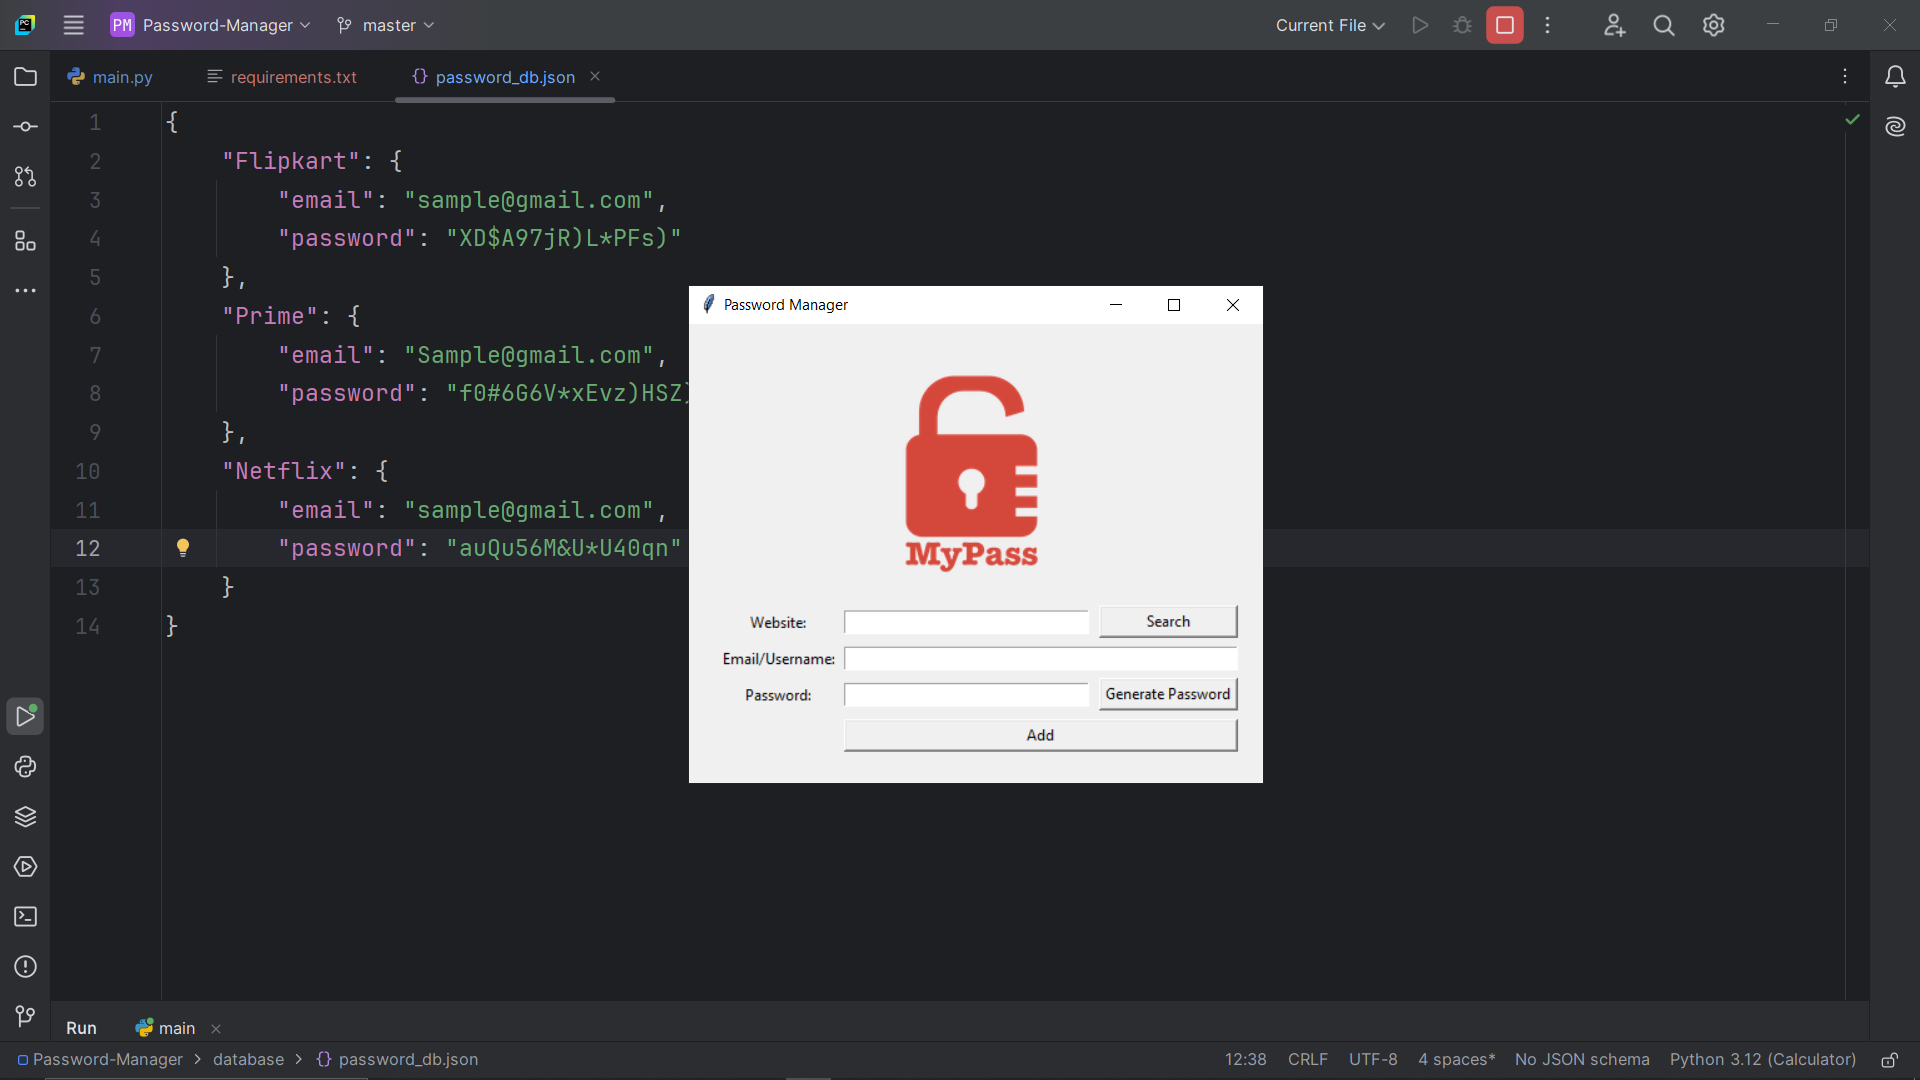 PM Password-Manager master Current File
main.py requirements.txt {} password_db.json
1 {
2 "Flipkart": {
3 "email": "sample@gmail.com",
4 "password": "XD$A97jR)L*PFs)"
5 },
6 "Prime": {
7 "email": "Sample@gmail.com",
8 "password": "f0#6G6V*xEvz)HSZ)
9 },
10 "Netflix": {
11 "email": "sample@gmail.com",
12 "password": "auQu56M&U*U40qn"
13 }
14 }
Password Manager
MyPass
Website:
Search
Email/Username:
Password:
Generate Password
Add
Run main
Password-Manager > database > {} password_db.json 12:38 CRLF UTF-8 4 spaces* No JSON schema Python 3.12 (Calculator)